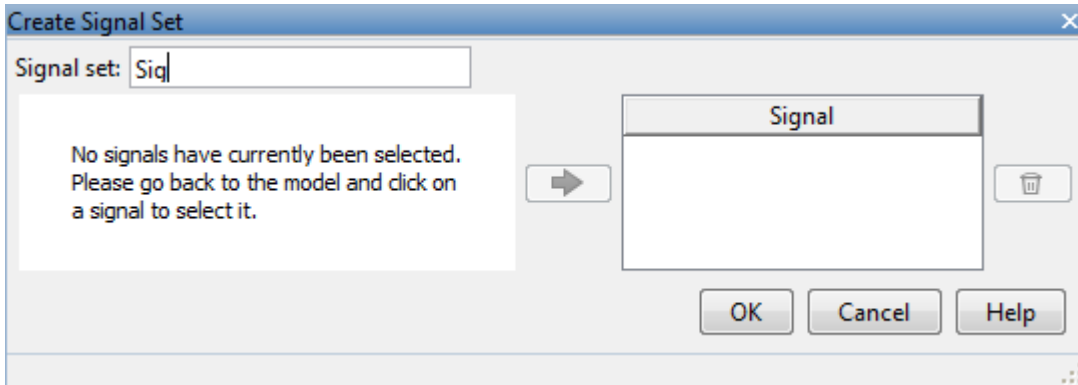 Create Signal Set
Signal set: Sig
No signals have currently been selected.
Please go back to the model and click on
a signal to select it.
Signal
OK Cancel Help